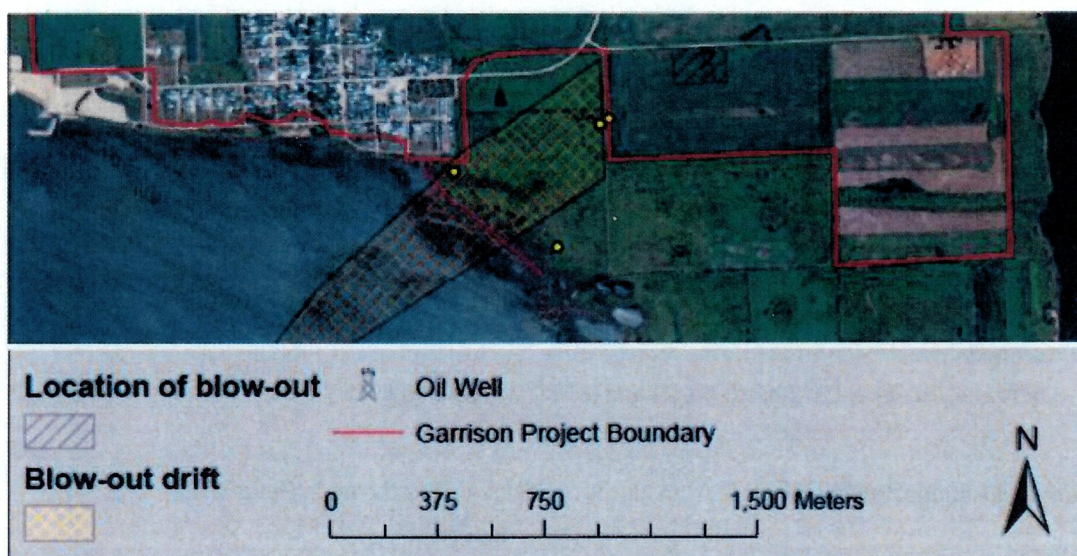 Location of blow-out
Oil Well
Garrison Project Boundary
Blow-out drift
0 375 750 1,500 Meters
N